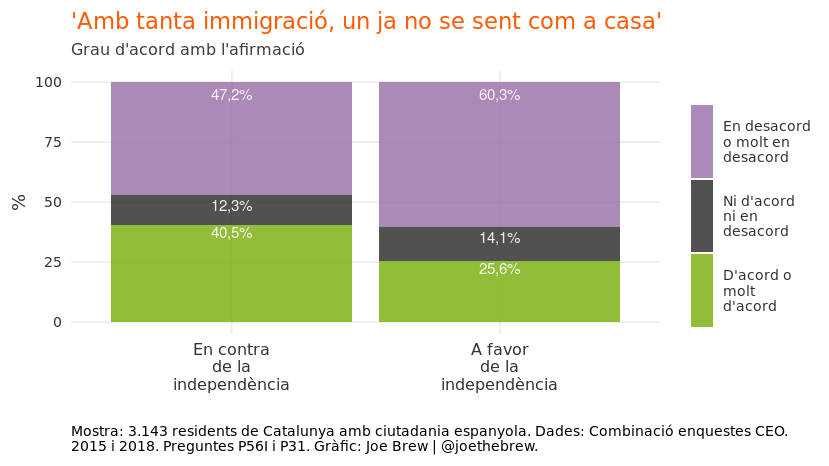 'Amb tanta immigració, un ja no se sent com a casa'
Grau d'acord amb l'afirmació
100
75
50
25
0
%
47,2%
12,3%
40,5%
60,3%
14,1%
25,6%
En contra
de la
independència
A favor
de la
independència
En desacord
o molt en
desacord
Ni d'acord
ni en
desacord
D'acord o
molt
d'acord
Mostra: 3.143 residents de Catalunya amb ciutadania espanyola. Dades: Combinació enquestes CEO.
2015 i 2018. Preguntes P56I i P31. Gràfic: Joe Brew | @joethebrew.